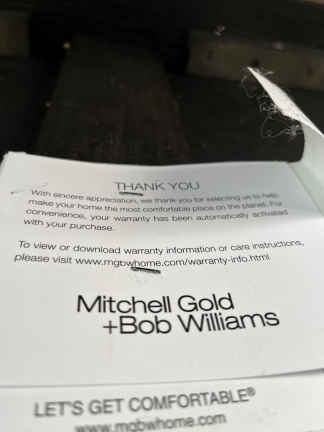 THANK YOU
With sincere appreciation, we thank you for selecting us to help
make your home the most comfortable place on the planet. For
convenience, your warranty has been automatically activated
with your purchase.
To view or download warranty information or care instructions,
please visit www.mgbwhome.com/warranty-info.html
Mitchell Gold
+Bob Williams
LET'S GET COMFORTABLE®
www.mgbwhome.com